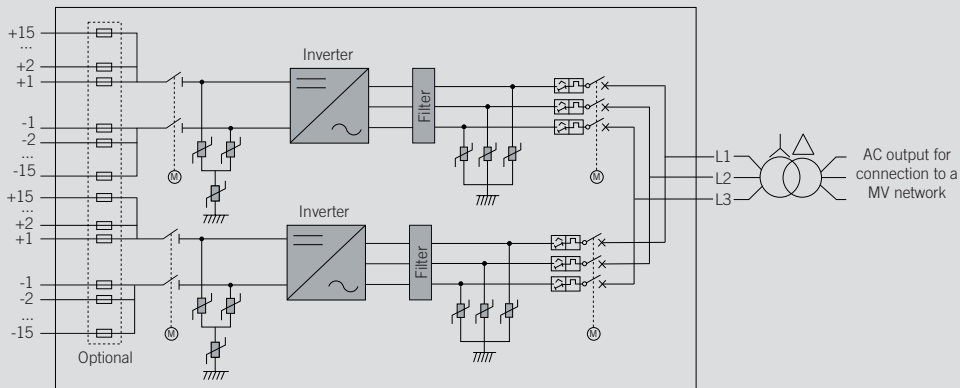 +15
...
+2
+1
-1
-2
...
-15
Inverter
Filter
M
M
+15
...
+2
+1
-1
-2
...
-15
Optional
Inverter
Filter
M
M
L1
L2
L3
AC output for
connection to a
MV network